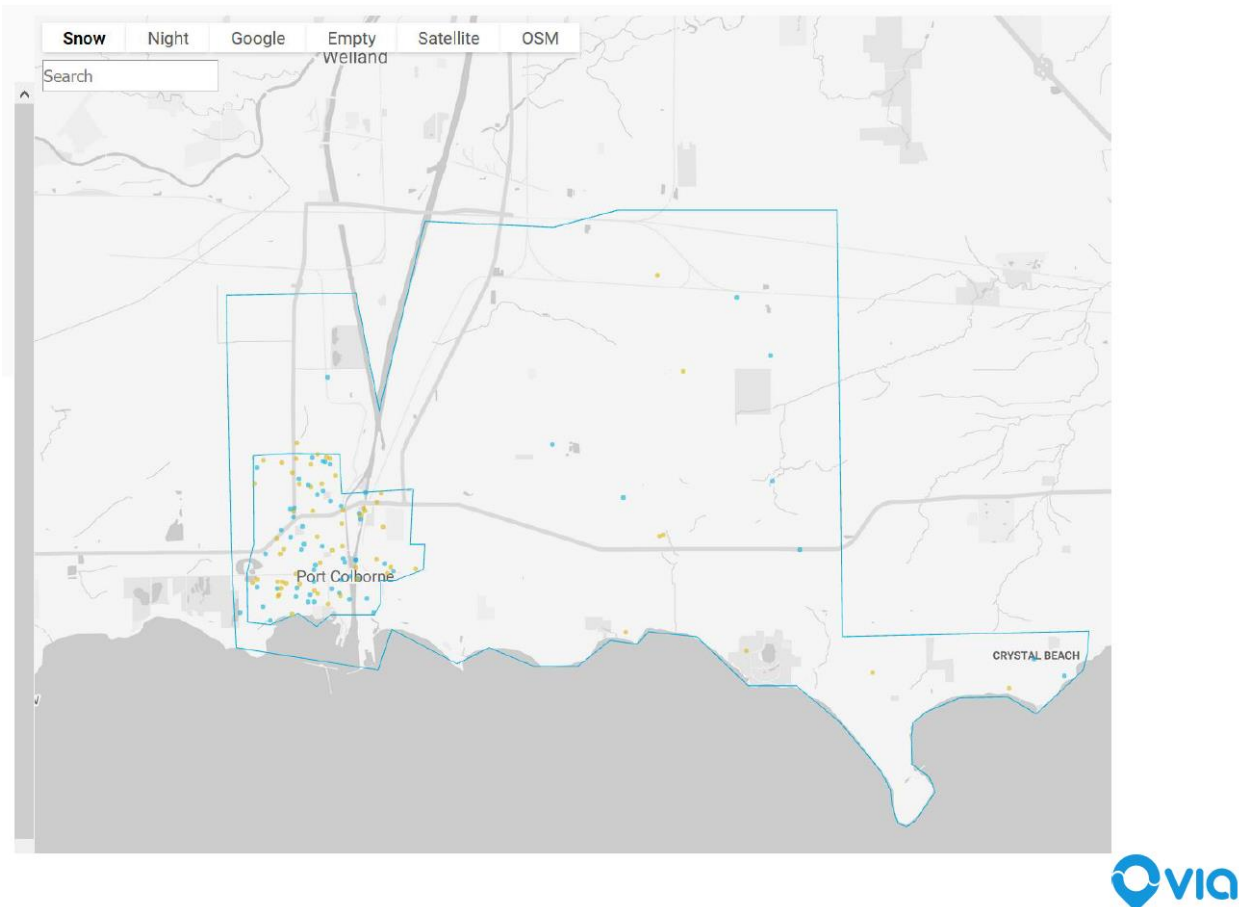 Snow Night Google Empty Satellite OSM
Welland
Search
Port Colborne
CRYSTAL BEACH
via